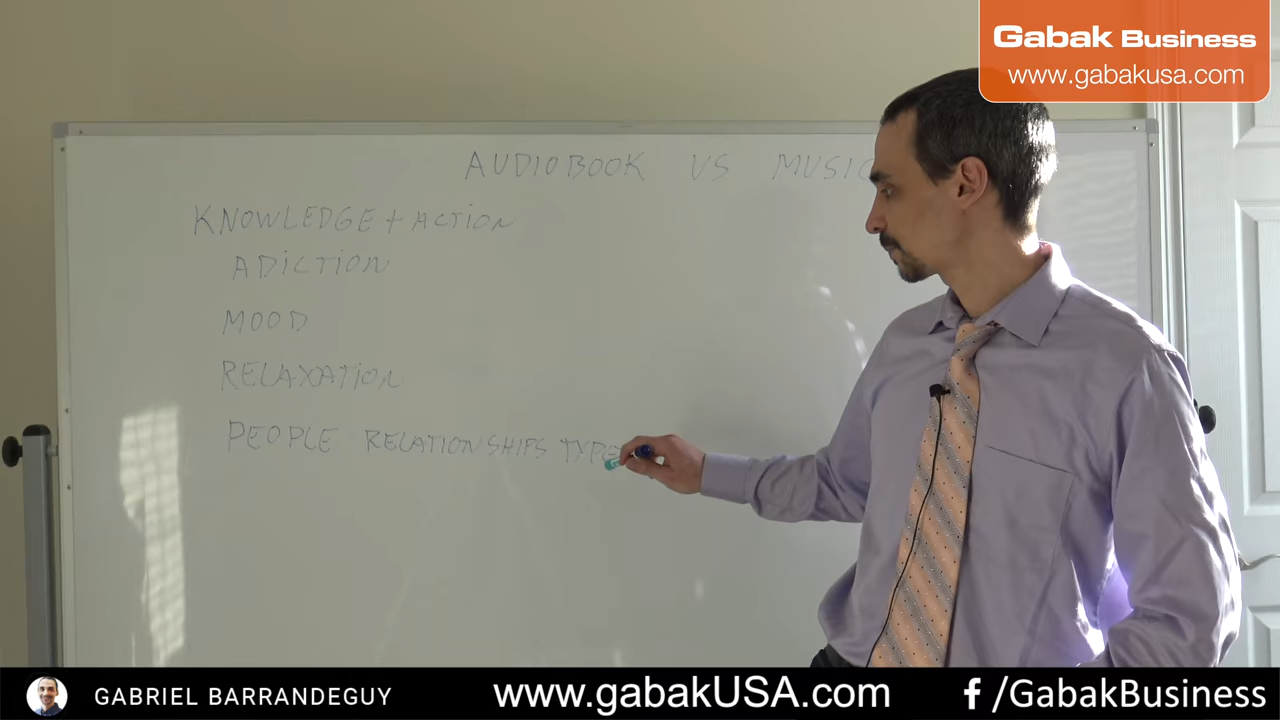 Gabak Business
www.gabakusa.com
AUDIOBOOK VS MUSIC
KNOWLEDGE + ACTION
ADICTION
MOOD
RELAXATION
PEOPLE RELATIONSHIPS TYPE
GABRIEL BARRANDEGUY
www.gabakUSA.com
f /GabakBusiness